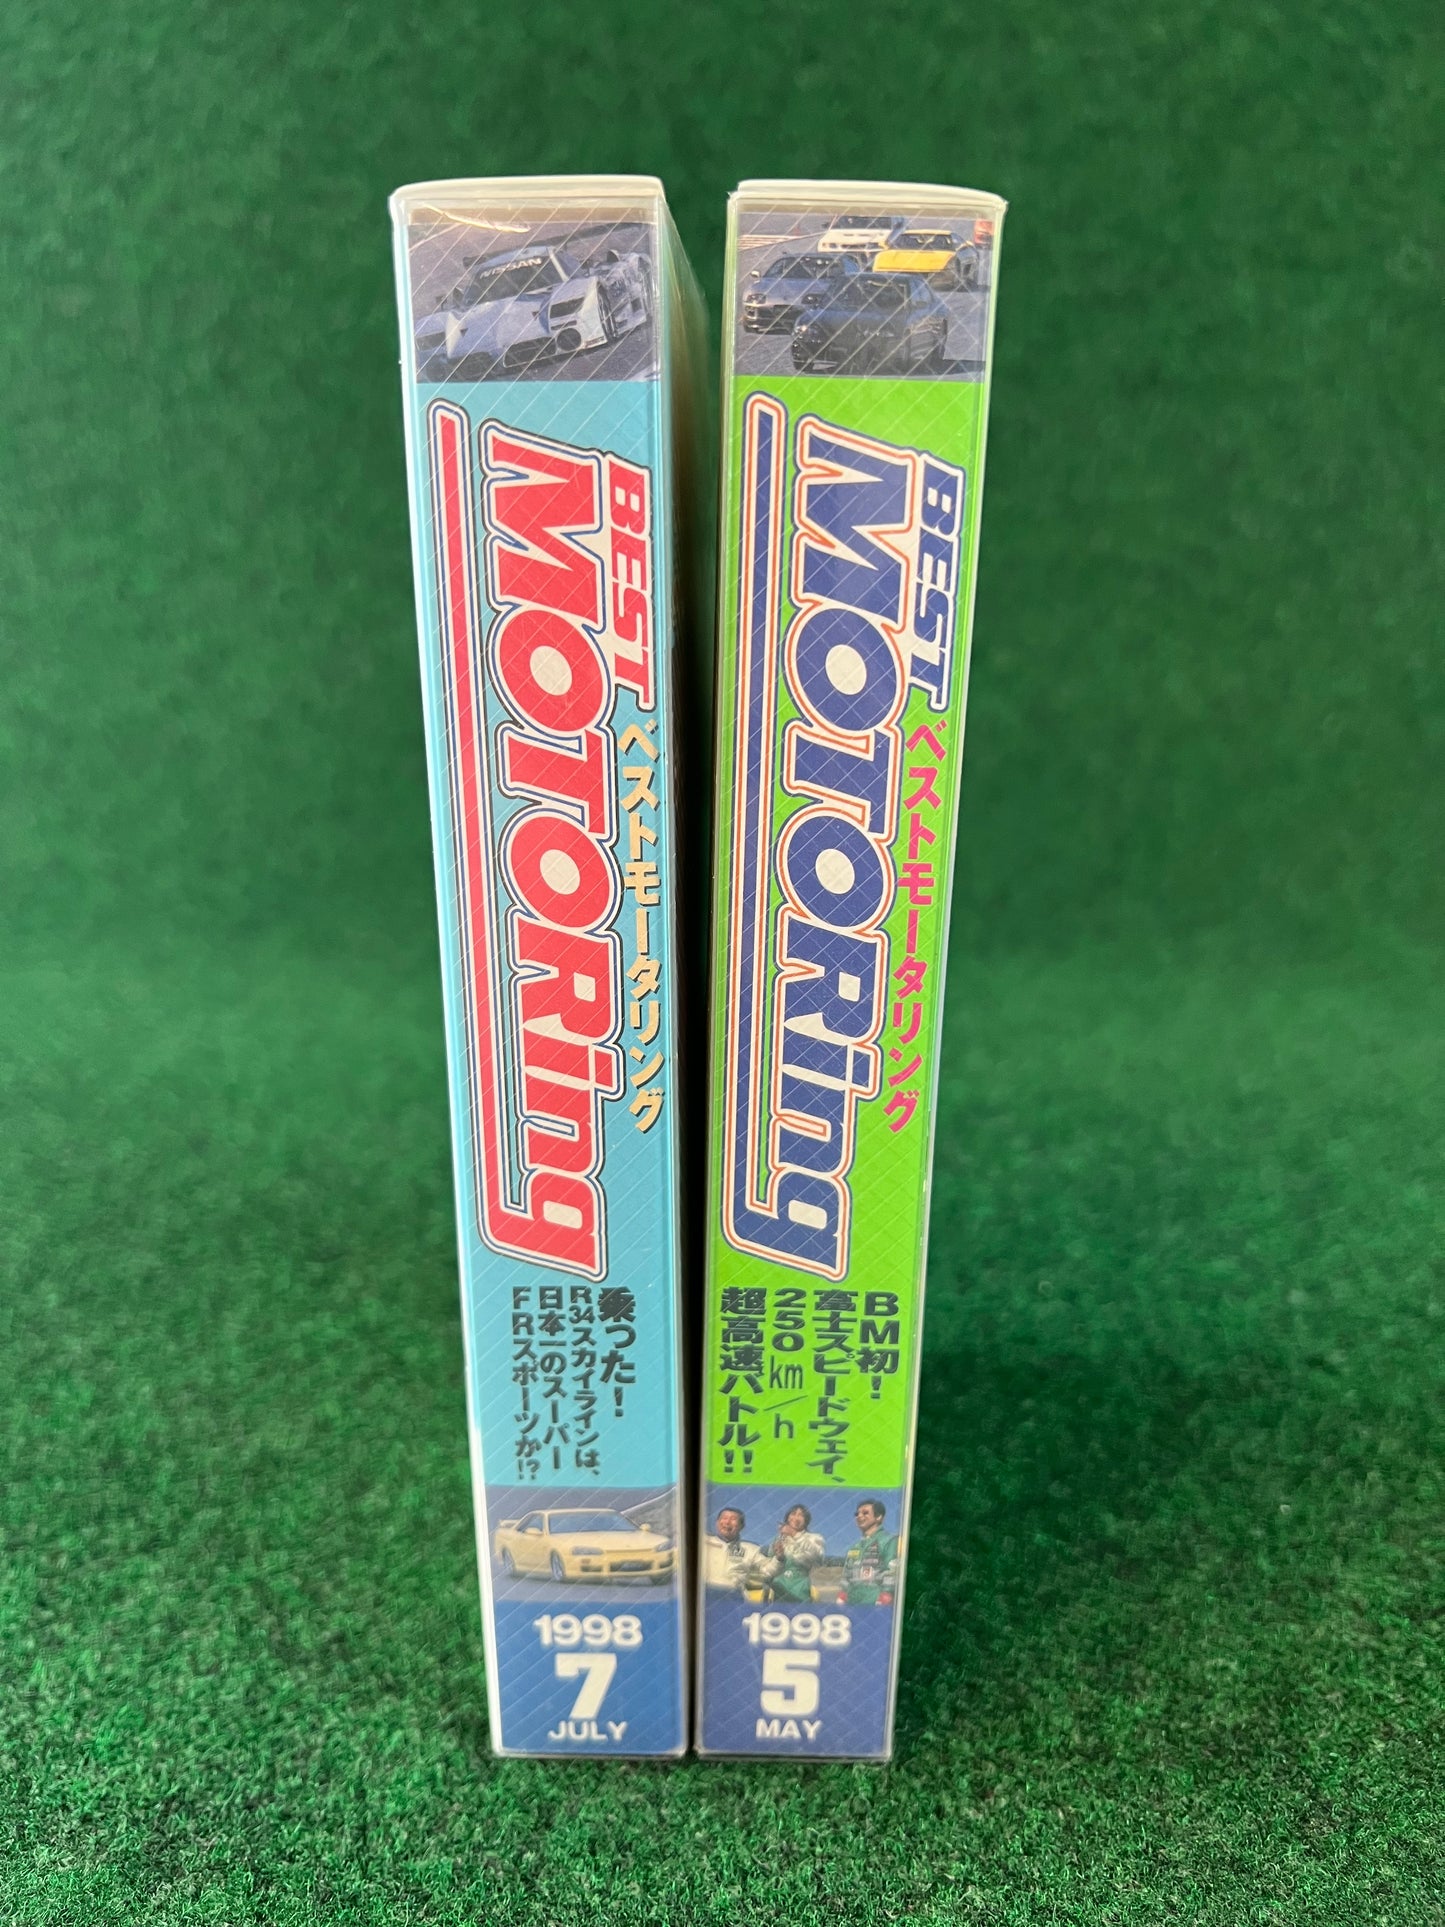 NISSAN
BEST
MOTORing
ベストモータリング
乗った!
R34スカイラインは、
日本一のスーパー
FRスポーツか!?
1998
7
JULY
BEST
MOTORing
ベストモータリング
BM初!
富士スピードウェイ、
250km/h
超高速バトル!!
1998
5
MAY